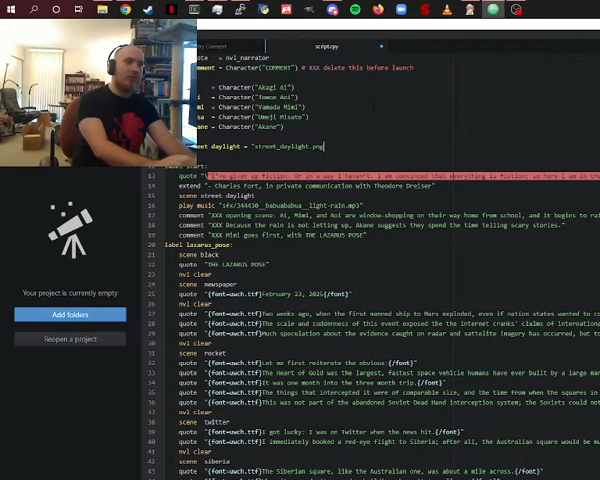 script.rpy
= nvl_narrator
= Character("COMMENT") # XXX delete this before launch
= Character("Akagi Ai")
= Character("Tomoe Aoi")
= Character("Yamada Mimi")
= Character("Umeji Misato")
= Character("Akane")
daylight = "street_daylight.png
12 label start:
13 quote "\"I've given up fiction. Or in a way I haven't. I am convinced that everything is fiction; so here I am in the
14 extend "- Charles Fort, in private communication with Theodore Dreiser"
15 scene street daylight
16 play music "sfx/344430__babuababua__light-rain.mp3"
17 comment "XXX opening scene: Ai, Mimi, and Aoi are window-shopping on their way home from school, and it begins to rai
18 comment "XXX Because the rain is not letting up, Akane suggests they spend the time telling scary stories."
19 comment "XXX Mimi goes first, with THE LAZARUS POSE"
20 label lazarus_pose:
21 scene black
22 quote "THE LAZARUS POSE"
23 nvl clear
24 scene newspaper
25 quote "{font=uwch.ttf}February 23, 2025{/font}"
26 nvl clear
27 quote "{font=uwch.ttf}Two weeks ago, when the first manned ship to Mars exploded, even if nation states wanted to co
28 quote "{font=uwch.ttf}The scale and suddenness of this event exposed the the internet cranks' claims of internationa
29 quote "{font=uwch.ttf}Much speculation about the evidence caught on radar and sattelite imagery has occurred, but to
30 nvl clear
31 scene rocket
Your project is currently empty
Add folders
Reopen a project
32 quote "{font=uwch.ttf}Let me first reiterate the obvious:{/font}"
33 quote "{font=uwch.ttf}The Heart of Gold was the largest, fastest space vehicle humans have ever built by a large mar
34 quote "{font=uwch.ttf}It was one month into the three month trip.{/font}"
35 quote "{font=uwch.ttf}The things that intercepted it were of comparable size, and the time from when the squares in
36 quote "{font=uwch.ttf}This was not part of the abandoned Soviet Dead Hand interception system; the Soviets could not
37 nvl clear
38 scene twitter
39 quote "{font=uwch.ttf}I got lucky: I was on Twitter when the news hit.{/font}"
40 quote "{font=uwch.ttf}I immediately booked a red-eye flight to Siberia; after all, the Australian square would be mu
41 nvl clear
42 scene siberia
43 quote "{font=uwch.ttf}The Siberian square, like the Australian one, was about a mile across.{/font}"